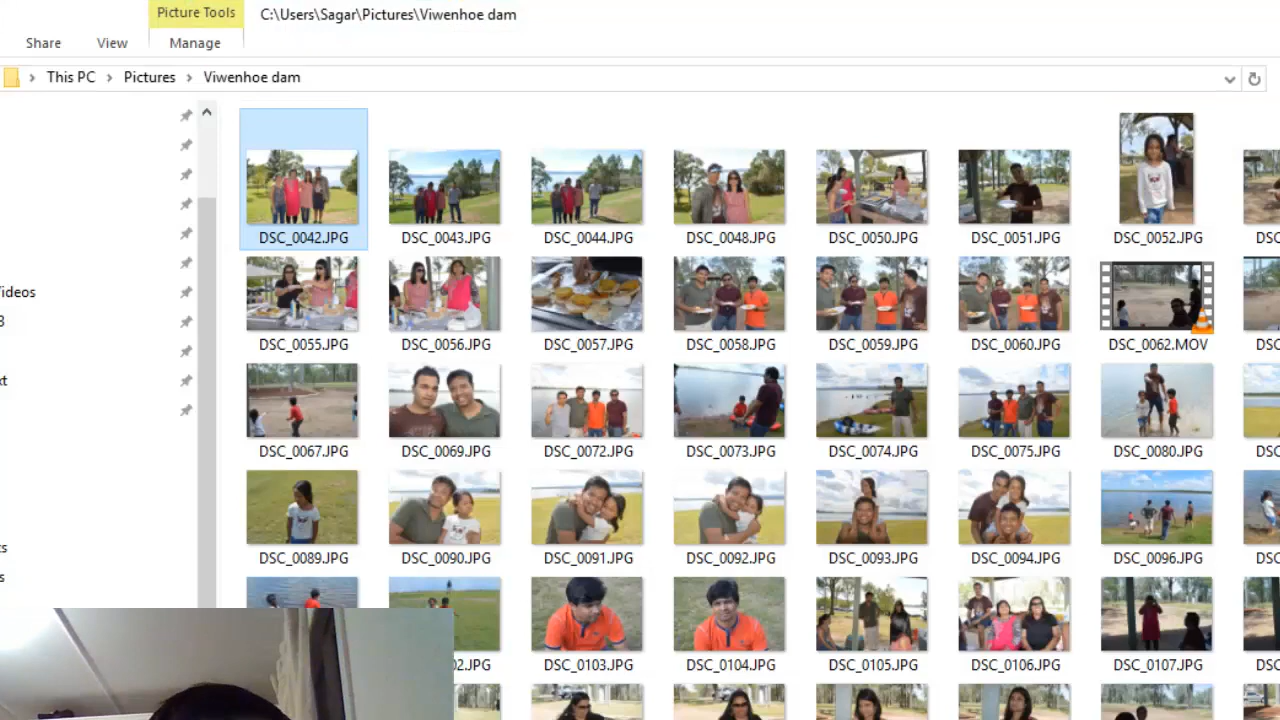 Picture Tools C:\Users\Sagar\Pictures\Viwenhoe dam
Share View Manage
This PC Pictures Viwenhoe dam
DSC_0042.JPG DSC_0043.JPG DSC_0044.JPG DSC_0048.JPG DSC_0050.JPG DSC_0051.JPG DSC_0052.JPG
DSC_0055.JPG DSC_0056.JPG DSC_0057.JPG DSC_0058.JPG DSC_0059.JPG DSC_0060.JPG DSC_0062.MOV
DSC_0067.JPG DSC_0069.JPG DSC_0072.JPG DSC_0073.JPG DSC_0074.JPG DSC_0075.JPG DSC_0080.JPG
DSC_0089.JPG DSC_0090.JPG DSC_0091.JPG DSC_0092.JPG DSC_0093.JPG DSC_0094.JPG DSC_0096.JPG
02.JPG DSC_0103.JPG DSC_0104.JPG DSC_0105.JPG DSC_0106.JPG DSC_0107.JPG